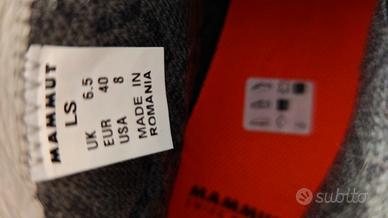 MAMMUT
LS
UK 6.5
EUR 40
USA 8
MADE IN
ROMANIA
MAMMUT
subito